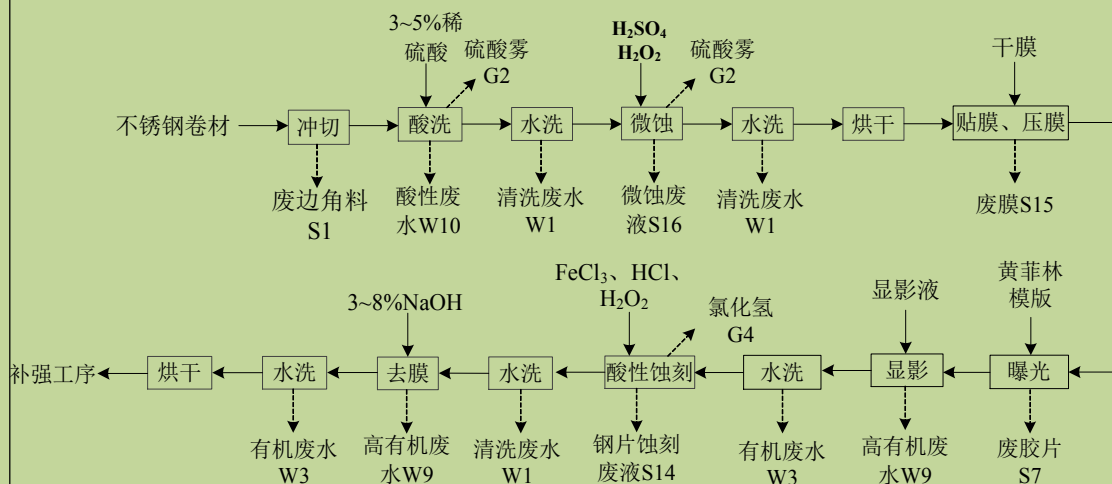 3~5%稀
硫酸
硫酸雾
G2
H₂SO₄
H₂O₂
硫酸雾
G2
干膜
不锈钢卷材
冲切
酸洗
水洗
微蚀
水洗
烘干
贴膜、压膜
废边角料
S1
酸性废
水W10
清洗废水
W1
微蚀废
液S16
清洗废水
W1
废膜S15
3~8%NaOH
FeCl₃、HCl、
H₂O₂
氯化氢
G4
显影液
黄菲林
模版
补强工序
烘干
水洗
去膜
水洗
酸性蚀刻
水洗
显影
曝光
有机废水
W3
高有机废
水W9
清洗废水
W1
钢片蚀刻
废液S14
有机废水
W3
高有机废
水W9
废胶片
S7